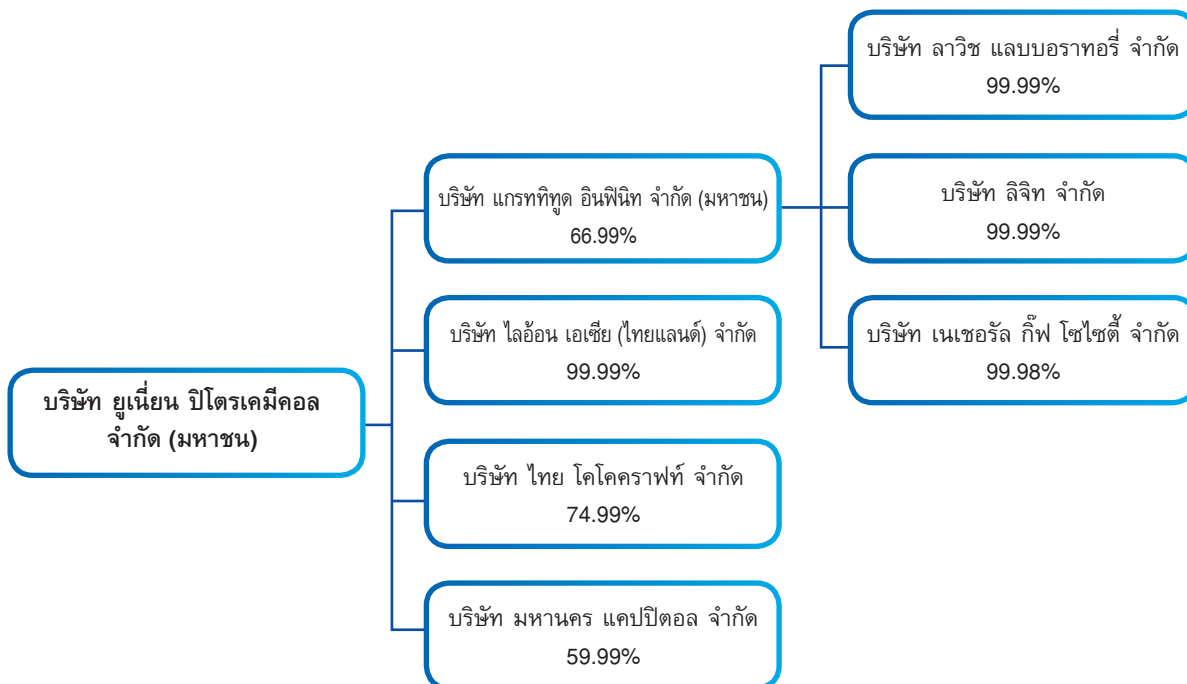 บริษัท ยูเนี่ยน ปิโตรเคมีคอล
จำกัด (มหาชน)
บริษัท แกรททิทูด อินฟินิท จำกัด (มหาชน)
66.99%
บริษัท ไลอ้อน เอเซีย (ไทยแลนด์) จำกัด
99.99%
บริษัท ไทย โคโคคราฟท์ จำกัด
74.99%
บริษัท มหานคร แคปปิตอล จำกัด
59.99%
บริษัท ลาวิช แลบบอราทอรี่ จำกัด
99.99%
บริษัท ลิจิท จำกัด
99.99%
บริษัท เนเชอรัล กิ๊ฟ โซไซตี้ จำกัด
99.98%